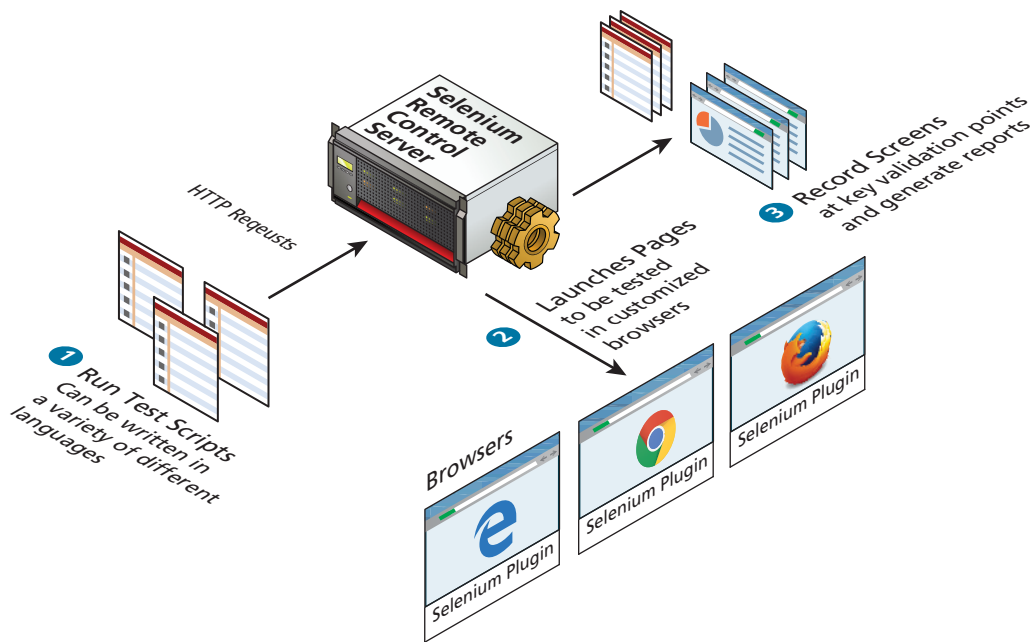 Selenium
Remote
Control
Server
HTTP Reqeusts
1 Run Test Scripts
Can be written in
a variety of different
languages
2 Launches Pages
to be tested
in customized
browsers
3 Record Screens
at key validation points
and generate reports
Browsers
Selenium Plugin
Selenium Plugin
Selenium Plugin